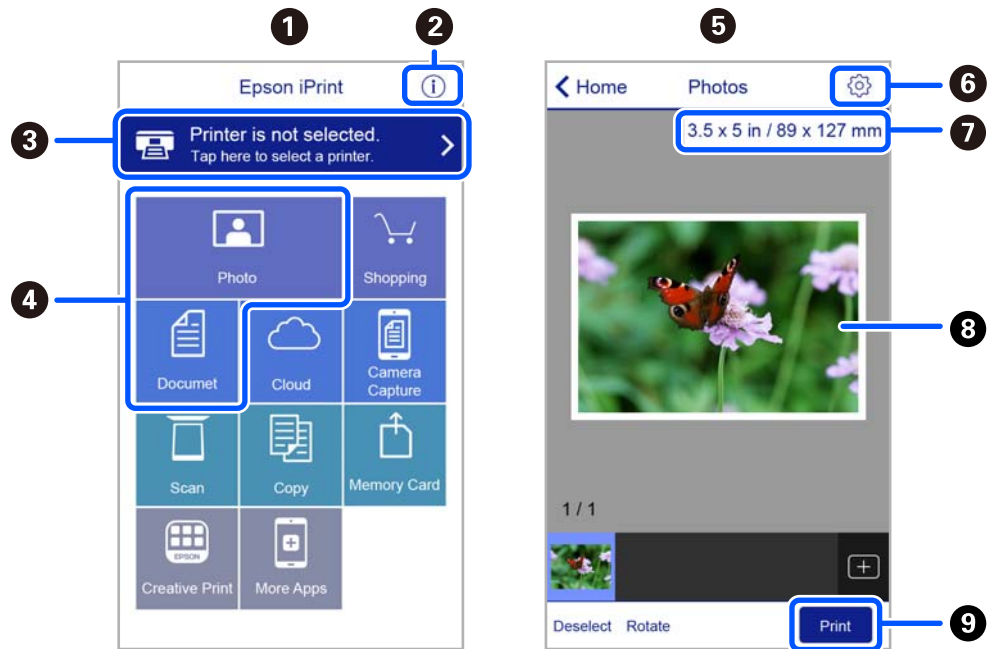 1
2
Epson iPrint
i
3
Printer is not selected.
Tap here to select a printer.
4
Photo
Shopping
Documet
Cloud
Camera
Capture
Scan
Copy
Memory Card
EPSON
Creative Print
More Apps
5
Home
Photos
6
3.5 x 5 in / 89 x 127 mm
7
8
1 / 1
Deselect
Rotate
Print
9